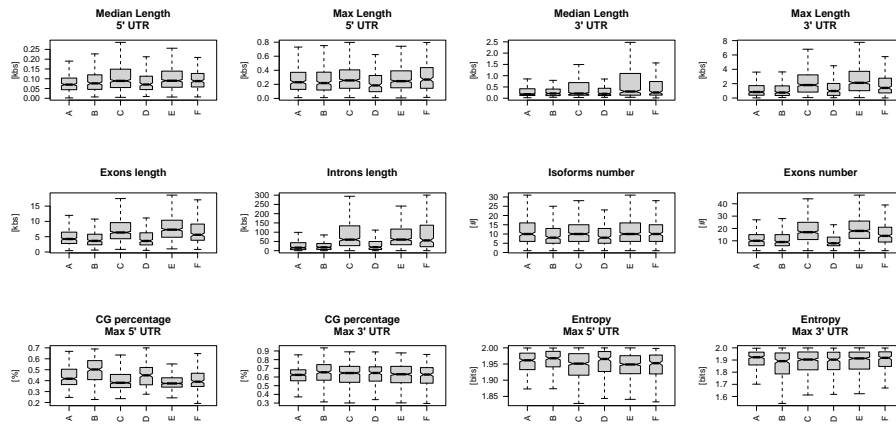 Median Length
5' UTR
[kbs]
0.25
0.20
0.15
0.10
0.05
0.00
A B C D E F
Max Length
5' UTR
[kbs]
0.8
0.6
0.4
0.2
0.0
A B C D E F
Median Length
3' UTR
[kbs]
2.5
2.0
1.5
1.0
0.5
0.0
A B C D E F
Max Length
3' UTR
[kbs]
8
6
4
2
0
A B C D E F
Exons length
[kbs]
15
10
5
0
A B C D E F
Introns length
[kbs]
300
250
200
150
100
50
0
A B C D E F
Isoforms number
[#]
30
25
20
15
10
5
0
A B C D E F
Exons number
[#]
40
30
20
10
A B C D E F
CG percentage
Max 5' UTR
[%]
0.7
0.6
0.5
0.4
0.3
0.2
A B C D E F
CG percentage
Max 3' UTR
[%]
0.9
0.8
0.7
0.6
0.5
0.4
0.3
A B C D E F
Entropy
Max 5' UTR
[bits]
2.00
1.95
1.90
1.85
A B C D E F
Entropy
Max 3' UTR
[bits]
2.0
1.9
1.8
1.7
1.6
A B C D E F